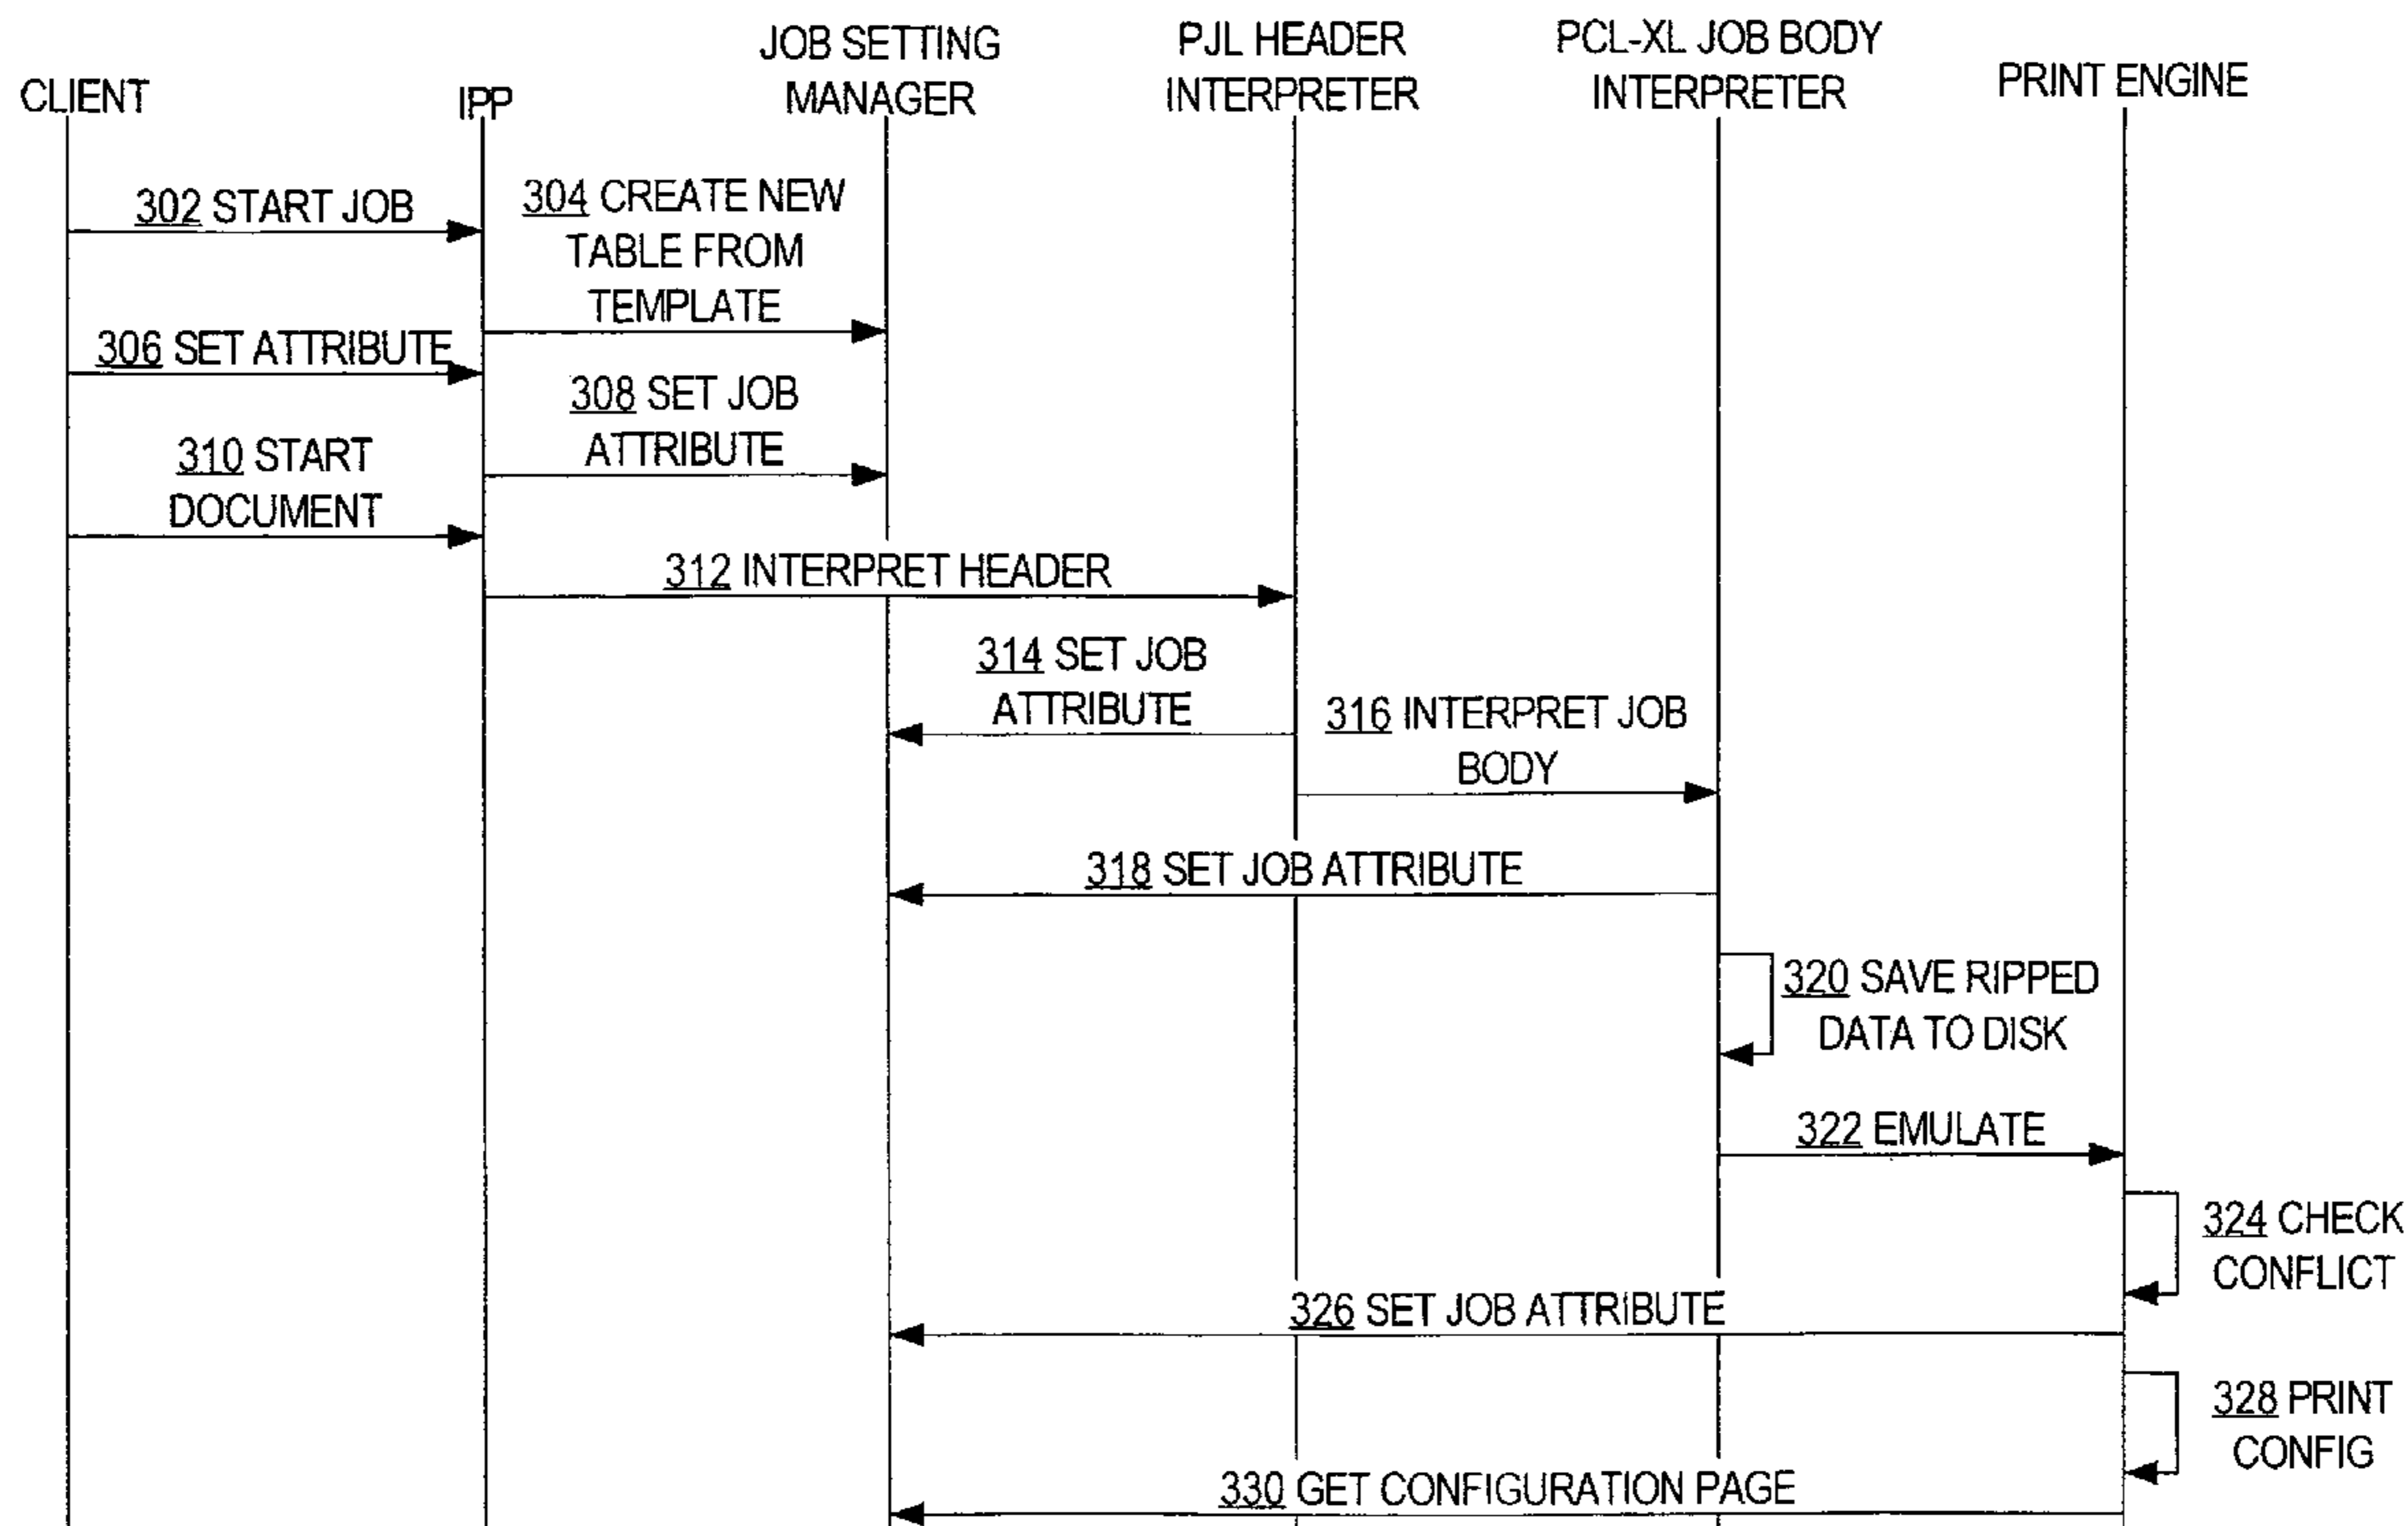 CLIENT
IPP
JOB SETTING
MANAGER
PJL HEADER
INTERPRETER
PCL-XL JOB BODY
INTERPRETER
PRINT ENGINE
302 START JOB
304 CREATE NEW
TABLE FROM
TEMPLATE
306 SET ATTRIBUTE
308 SET JOB
ATTRIBUTE
310 START
DOCUMENT
312 INTERPRET HEADER
314 SET JOB
ATTRIBUTE
316 INTERPRET JOB
BODY
318 SET JOB ATTRIBUTE
320 SAVE RIPPED
DATA TO DISK
322 EMULATE
324 CHECK
CONFLICT
326 SET JOB ATTRIBUTE
328 PRINT
CONFIG
330 GET CONFIGURATION PAGE